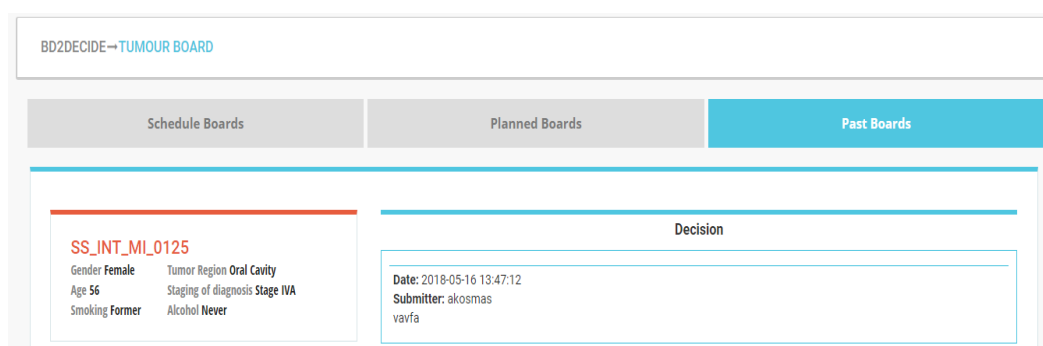 BD2DECIDE→TUMOUR BOARD
Schedule Boards
Planned Boards
Past Boards
SS_INT_MI_0125
Gender Female Tumor Region Oral Cavity
Age 56 Staging of diagnosis Stage IVA
Smoking Former Alcohol Never
Decision
Date: 2018-05-16 13:47:12
Submitter: akosmas
vavfa